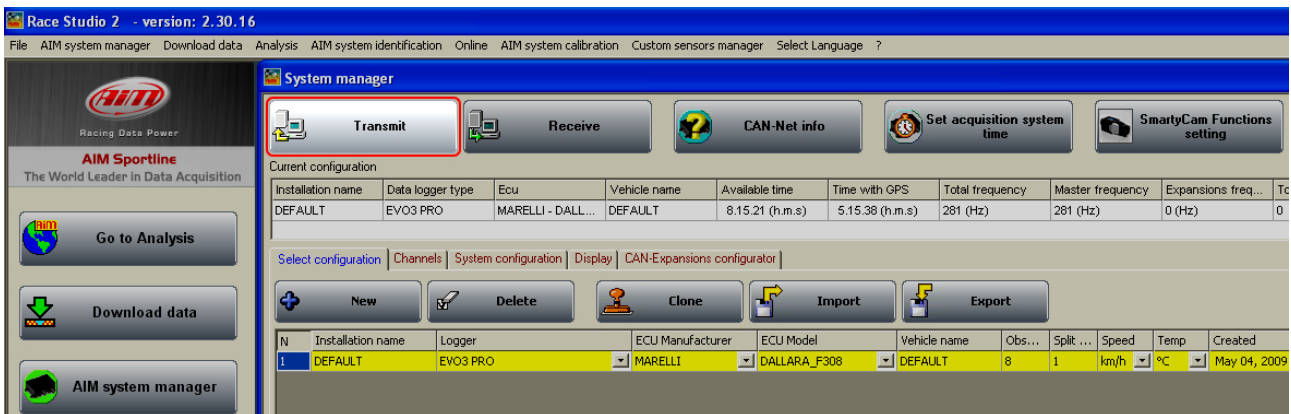 Race Studio 2 - version: 2.30.16
File AIM system manager Download data Analysis AIM system identification Online AIM system calibration Custom sensors manager Select Language ?
AiM
Racing Data Power
AIM Sportline
The World Leader in Data Acquisition
Go to Analysis
Download data
AIM system manager
System manager
Transmit
Receive
CAN-Net info
Set acquisition system
time
SmartyCam Functions
setting
Current configuration
Installation name Data logger type Ecu Vehicle name Available time Time with GPS Total frequency Master frequency Expansions freq... To
DEFAULT EVO3 PRO MARELLI - DALL... DEFAULT 8.15.21 (h.m.s) 5.15.38 (h.m.s) 281 (Hz) 281 (Hz) 0 (Hz) 0
Select configuration Channels System configuration Display CAN-Expansions configurator
New Delete Clone Import Export
N Installation name Logger ECU Manufacturer ECU Model Vehicle name Obs... Split ... Speed Temp Created
1 DEFAULT EVO3 PRO MARELLI DALLARA_F308 DEFAULT 8 1 km/h °C May 04, 2009